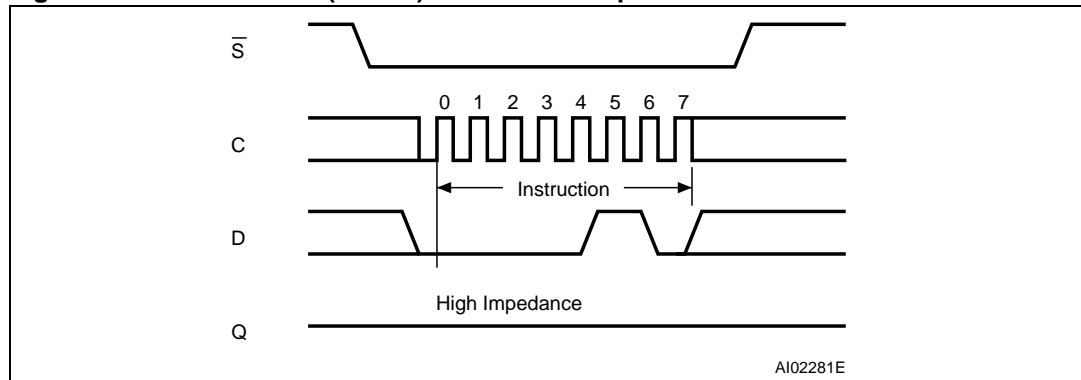 S̅
0 1 2 3 4 5 6 7
C
Instruction
D
High Impedance
Q
AI02281E